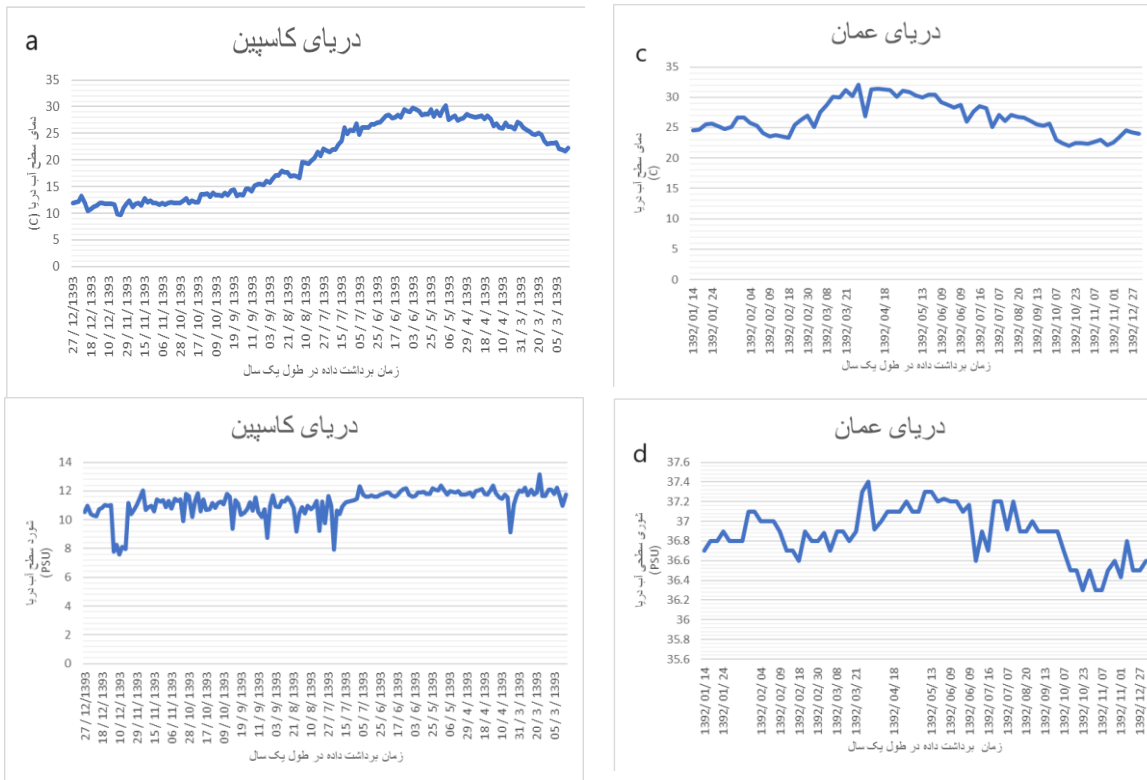 a
دریای کاسپین
دمای سطح آب دریا (C)
35
30
25
20
15
10
5
0
27 / 12/1393
18 / 12/ 1393
10 / 12/ 1393
29 / 11/ 1393
15 / 11/ 1393
06 / 11/ 1393
28 / 10/ 1393
17 / 10/ 1393
09 / 10/ 1393
19 / 9/ 1393
11 / 9/ 1393
03 / 9/ 1393
21 / 8/ 1393
10 / 8/ 1393
27 / 7/ 1393
15 / 7/ 1393
06 / 7/ 1393
25 / 6/ 1393
17 / 6/ 1393
03 / 6/ 1393
26 / 5/ 1393
06 / 5/ 1393
29 / 4/ 1393
18 / 4/ 1393
10 / 4/ 1393
31 / 3/ 1393
20 / 3/ 1393
05 / 3/ 1393
زمان برداشت داده در طول یک سال
c
دریای عمان
دمای سطح آب دریا
(C)
35
30
25
20
15
10
5
0
1392/ 01/ 14
1392/ 01/ 24
1392/ 02/ 04
1392/ 02/ 09
1392/ 02/ 18
1392/ 02/ 30
1392/ 03/ 08
1392/ 03/ 21
1392/ 04/ 18
1392/ 05/ 13
1392/ 06/ 09
1392/ 06/ 09
1392/ 07/ 16
1392/ 07/ 07
1392/ 08/ 20
1392/ 09/ 13
1392/ 10/ 07
1392/ 10/ 23
1392/ 11/ 07
1392/ 11/ 01
1392/ 12/ 27
زمان برداشت داده در طول یک سال
دریای کاسپین
شورد سطح آب دریا
(PSU)
14
12
10
8
6
4
2
0
27 / 12/1393
18 / 12/ 1393
10 / 12/ 1393
29 / 11/ 1393
15 / 11/ 1393
06 / 11/ 1393
28 / 10/ 1393
17 / 10/ 1393
09 / 10/ 1393
19 / 9/ 1393
11 / 9/ 1393
03 / 9/ 1393
21 / 8/ 1393
10 / 8/ 1393
27 / 7/ 1393
15 / 7/ 1393
06 / 7/ 1393
25 / 6/ 1393
17 / 6/ 1393
03 / 6/ 1393
26 / 5/ 1393
06 / 5/ 1393
29 / 4/ 1393
18 / 4/ 1393
10 / 4/ 1393
31 / 3/ 1393
20 / 3/ 1393
05 / 3/ 1393
زمان برداشت داده در طول یک سال
d
دریای عمان
شوری سطحی آب دریا
(PSU)
37.6
37.4
37.2
37
36.8
36.6
36.4
36.2
36
35.8
35.6
1392/ 01/ 14
1392/ 01/ 24
1392/ 02/ 04
1392/ 02/ 09
1392/ 02/ 18
1392/ 02/ 30
1392/ 03/ 08
1392/ 03/ 21
1392/ 04/ 18
1392/ 05/ 13
1392/ 06/ 09
1392/ 06/ 09
1392/ 07/ 16
1392/ 07/ 07
1392/ 08/ 20
1392/ 09/ 13
1392/ 10/ 07
1392/ 10/ 23
1392/ 11/ 07
1392/ 11/ 01
1392/ 12/ 27
زمان برداشت داده در طول یک سال